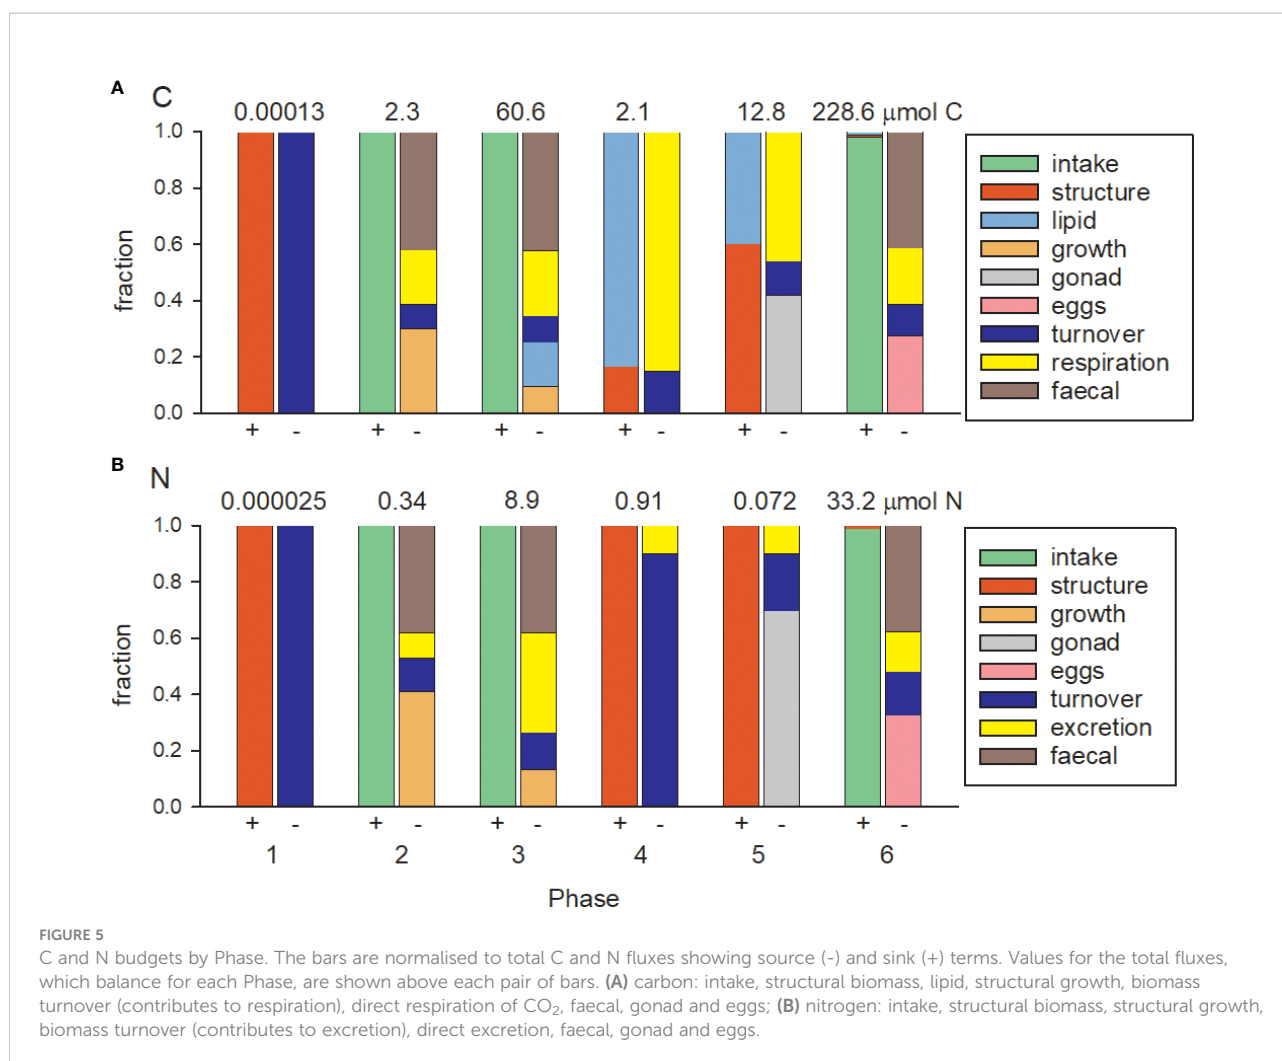 A
C
0.00013 2.3 60.6 2.1 12.8 228.6 μmol C
1.0
0.8
0.6
0.4
0.2
0.0
fraction
+ - + - + - + - + - + -
intake
structure
lipid
growth
gonad
eggs
turnover
respiration
faecal
B
N
0.000025 0.34 8.9 0.91 0.072 33.2 μmol N
1.0
0.8
0.6
0.4
0.2
0.0
fraction
+ - + - + - + - + - + -
1 2 3 4 5 6
Phase
intake
structure
growth
gonad
eggs
turnover
excretion
faecal
FIGURE 5
C and N budgets by Phase. The bars are normalised to total C and N fluxes showing source (-) and sink (+) terms. Values for the total fluxes,
which balance for each Phase, are shown above each pair of bars. (A) carbon: intake, structural biomass, lipid, structural growth, biomass
turnover (contributes to respiration), direct respiration of CO₂, faecal, gonad and eggs; (B) nitrogen: intake, structural biomass, structural growth,
biomass turnover (contributes to excretion), direct excretion, faecal, gonad and eggs.